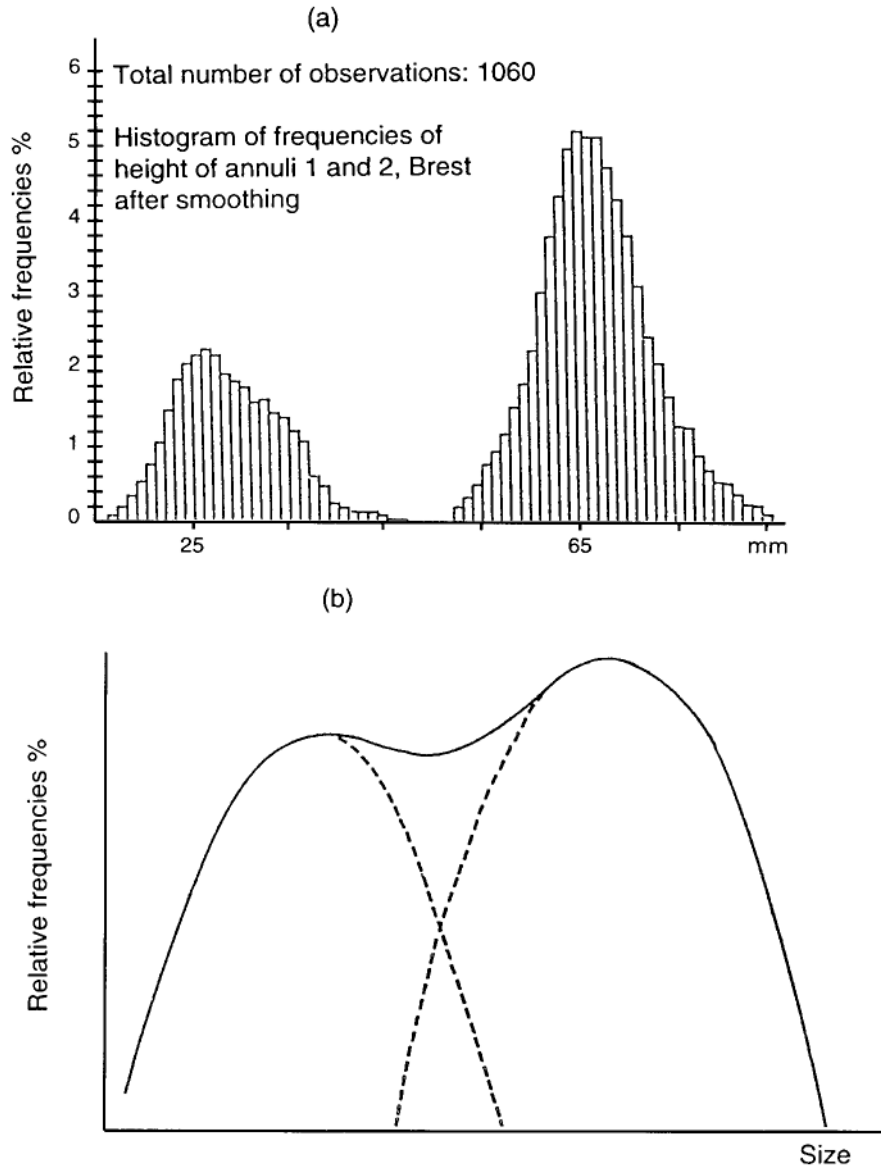 (a)
6
5
4
3
2
1
0
Relative frequencies %
Total number of observations: 1060
Histogram of frequencies of
height of annuli 1 and 2, Brest
after smoothing
25
65
mm
(b)
Relative frequencies %
Size